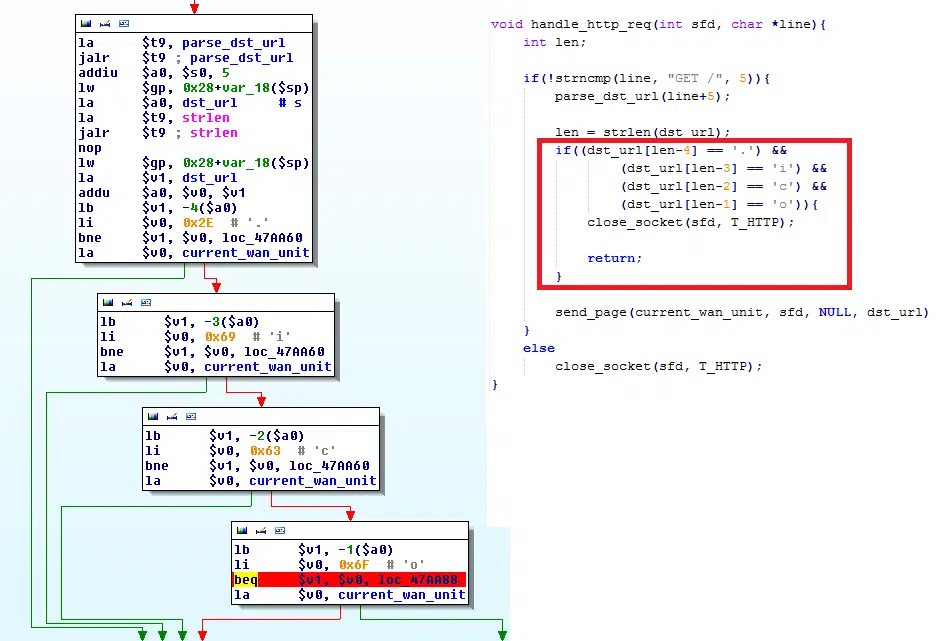 la $t9, parse_dst_url
jalr $t9 ; parse_dst_url
addiu $a0, $s0, 5
lw $gp, 0x28+var_18($sp)
la $a0, dst_url # s
la $t9, strlen
jalr $t9 ; strlen
nop
lw $gp, 0x28+var_18($sp)
la $v1, dst_url
addu $a0, $v0, $v1
lb $v1, -4($a0)
li $v0, 0x2E # '.'
bne $v1, $v0, loc_47AA60
la $v0, current_wan_unit
lb $v1, -3($a0)
li $v0, 0x69 # 'i'
bne $v1, $v0, loc_47AA60
la $v0, current_wan_unit
lb $v1, -2($a0)
li $v0, 0x63 # 'c'
bne $v1, $v0, loc_47AA60
la $v0, current_wan_unit
lb $v1, -1($a0)
li $v0, 0x6F # 'o'
beq $v1, $v0, loc_47AA88
la $v0, current_wan_unit
void handle_http_req(int sfd, char *line){
int len;
if(!strncmp(line, "GET /", 5)){
parse_dst_url(line+5);
len = strlen(dst_url);
if((dst_url[len-4] == '.') &&
(dst_url[len-3] == 'i') &&
(dst_url[len-2] == 'c') &&
(dst_url[len-1] == 'o')){
close_socket(sfd, T_HTTP);
return;
}
send_page(current_wan_unit, sfd, NULL, dst_url)
}
else
close_socket(sfd, T_HTTP);
}